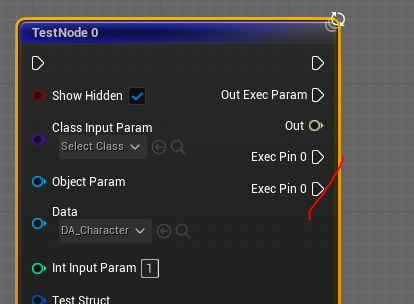 TestNode 0
Show Hidden
Out Exec Param
Class Input Param
Out
Select Class
Exec Pin 0
Object Param
Exec Pin 0
Data
DA_Character
Int Input Param 1
Test Struct